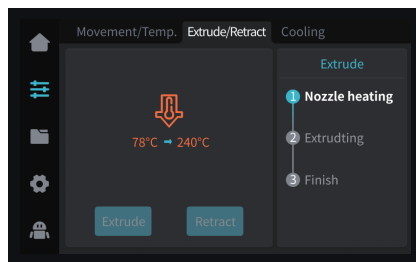 Movement/Temp. Extrude/Retract Cooling
Extrude
1 Nozzle heating
78°C → 240°C
2 Extrudting
3 Finish
Extrude Retract